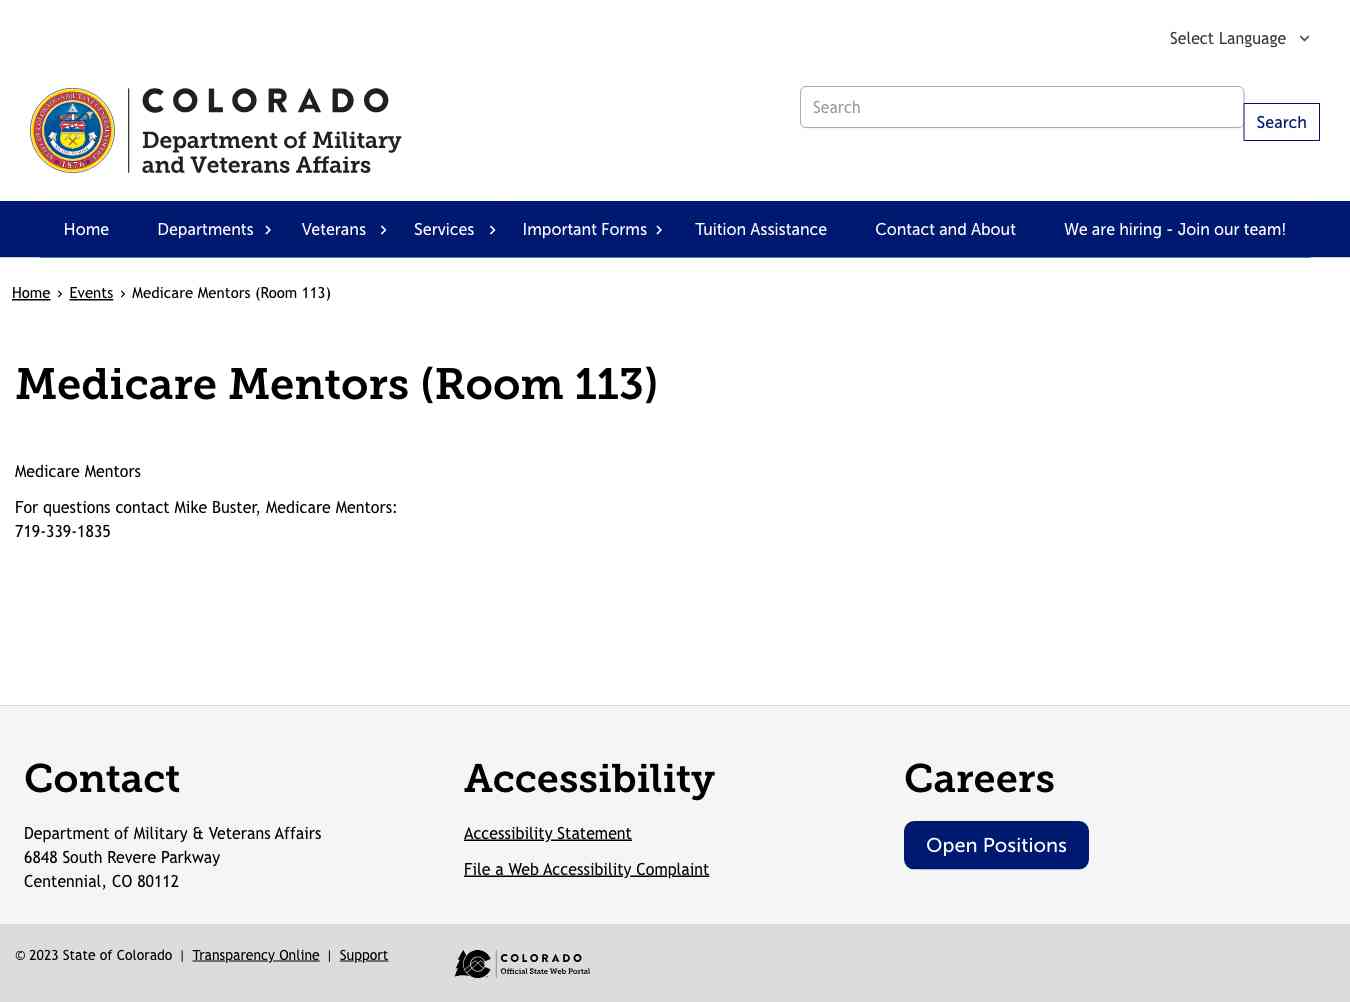 Select Language
COLORADO
Department of Military
and Veterans Affairs
Search
Search
Home
Departments
Veterans
Services
Important Forms
Tuition Assistance
Contact and About
We are hiring - Join our team!
Home › Events › Medicare Mentors (Room 113)
Medicare Mentors (Room 113)
Medicare Mentors
For questions contact Mike Buster, Medicare Mentors:
719-339-1835
Contact
Department of Military & Veterans Affairs
6848 South Revere Parkway
Centennial, CO 80112
Accessibility
Accessibility Statement
File a Web Accessibility Complaint
Careers
Open Positions
© 2023 State of Colorado | Transparency Online | Support
COLORADO
Official State Web Portal